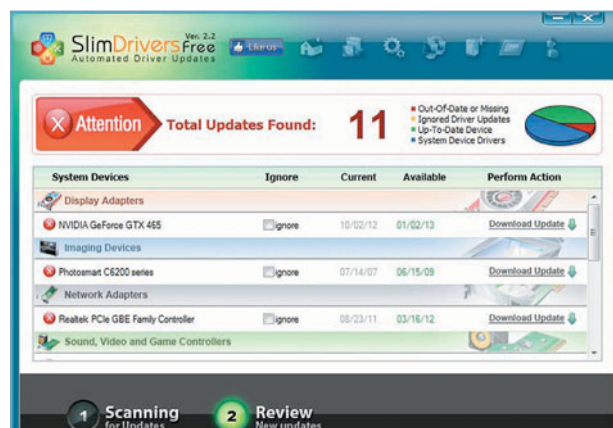 SlimDrivers Free Ver. 2.2
Automated Driver Updates
Like us
Attention
Total Updates Found:
11
Out-Of-Date or Missing
Ignored Driver Updates
Up-To-Date Device
System Device Drivers
System Devices Ignore Current Available Perform Action
Display Adapters
NVIDIA GeForce GTX 465 ignore 10/02/12 01/02/13 Download Update
Imaging Devices
Photosmart C6200 series ignore 07/14/07 06/15/09 Download Update
Network Adapters
Realtek PCIe GBE Family Controller ignore 08/23/11 03/16/12 Download Update
Sound, Video and Game Controllers
1 Scanning
for Updates
2 Review
New updates